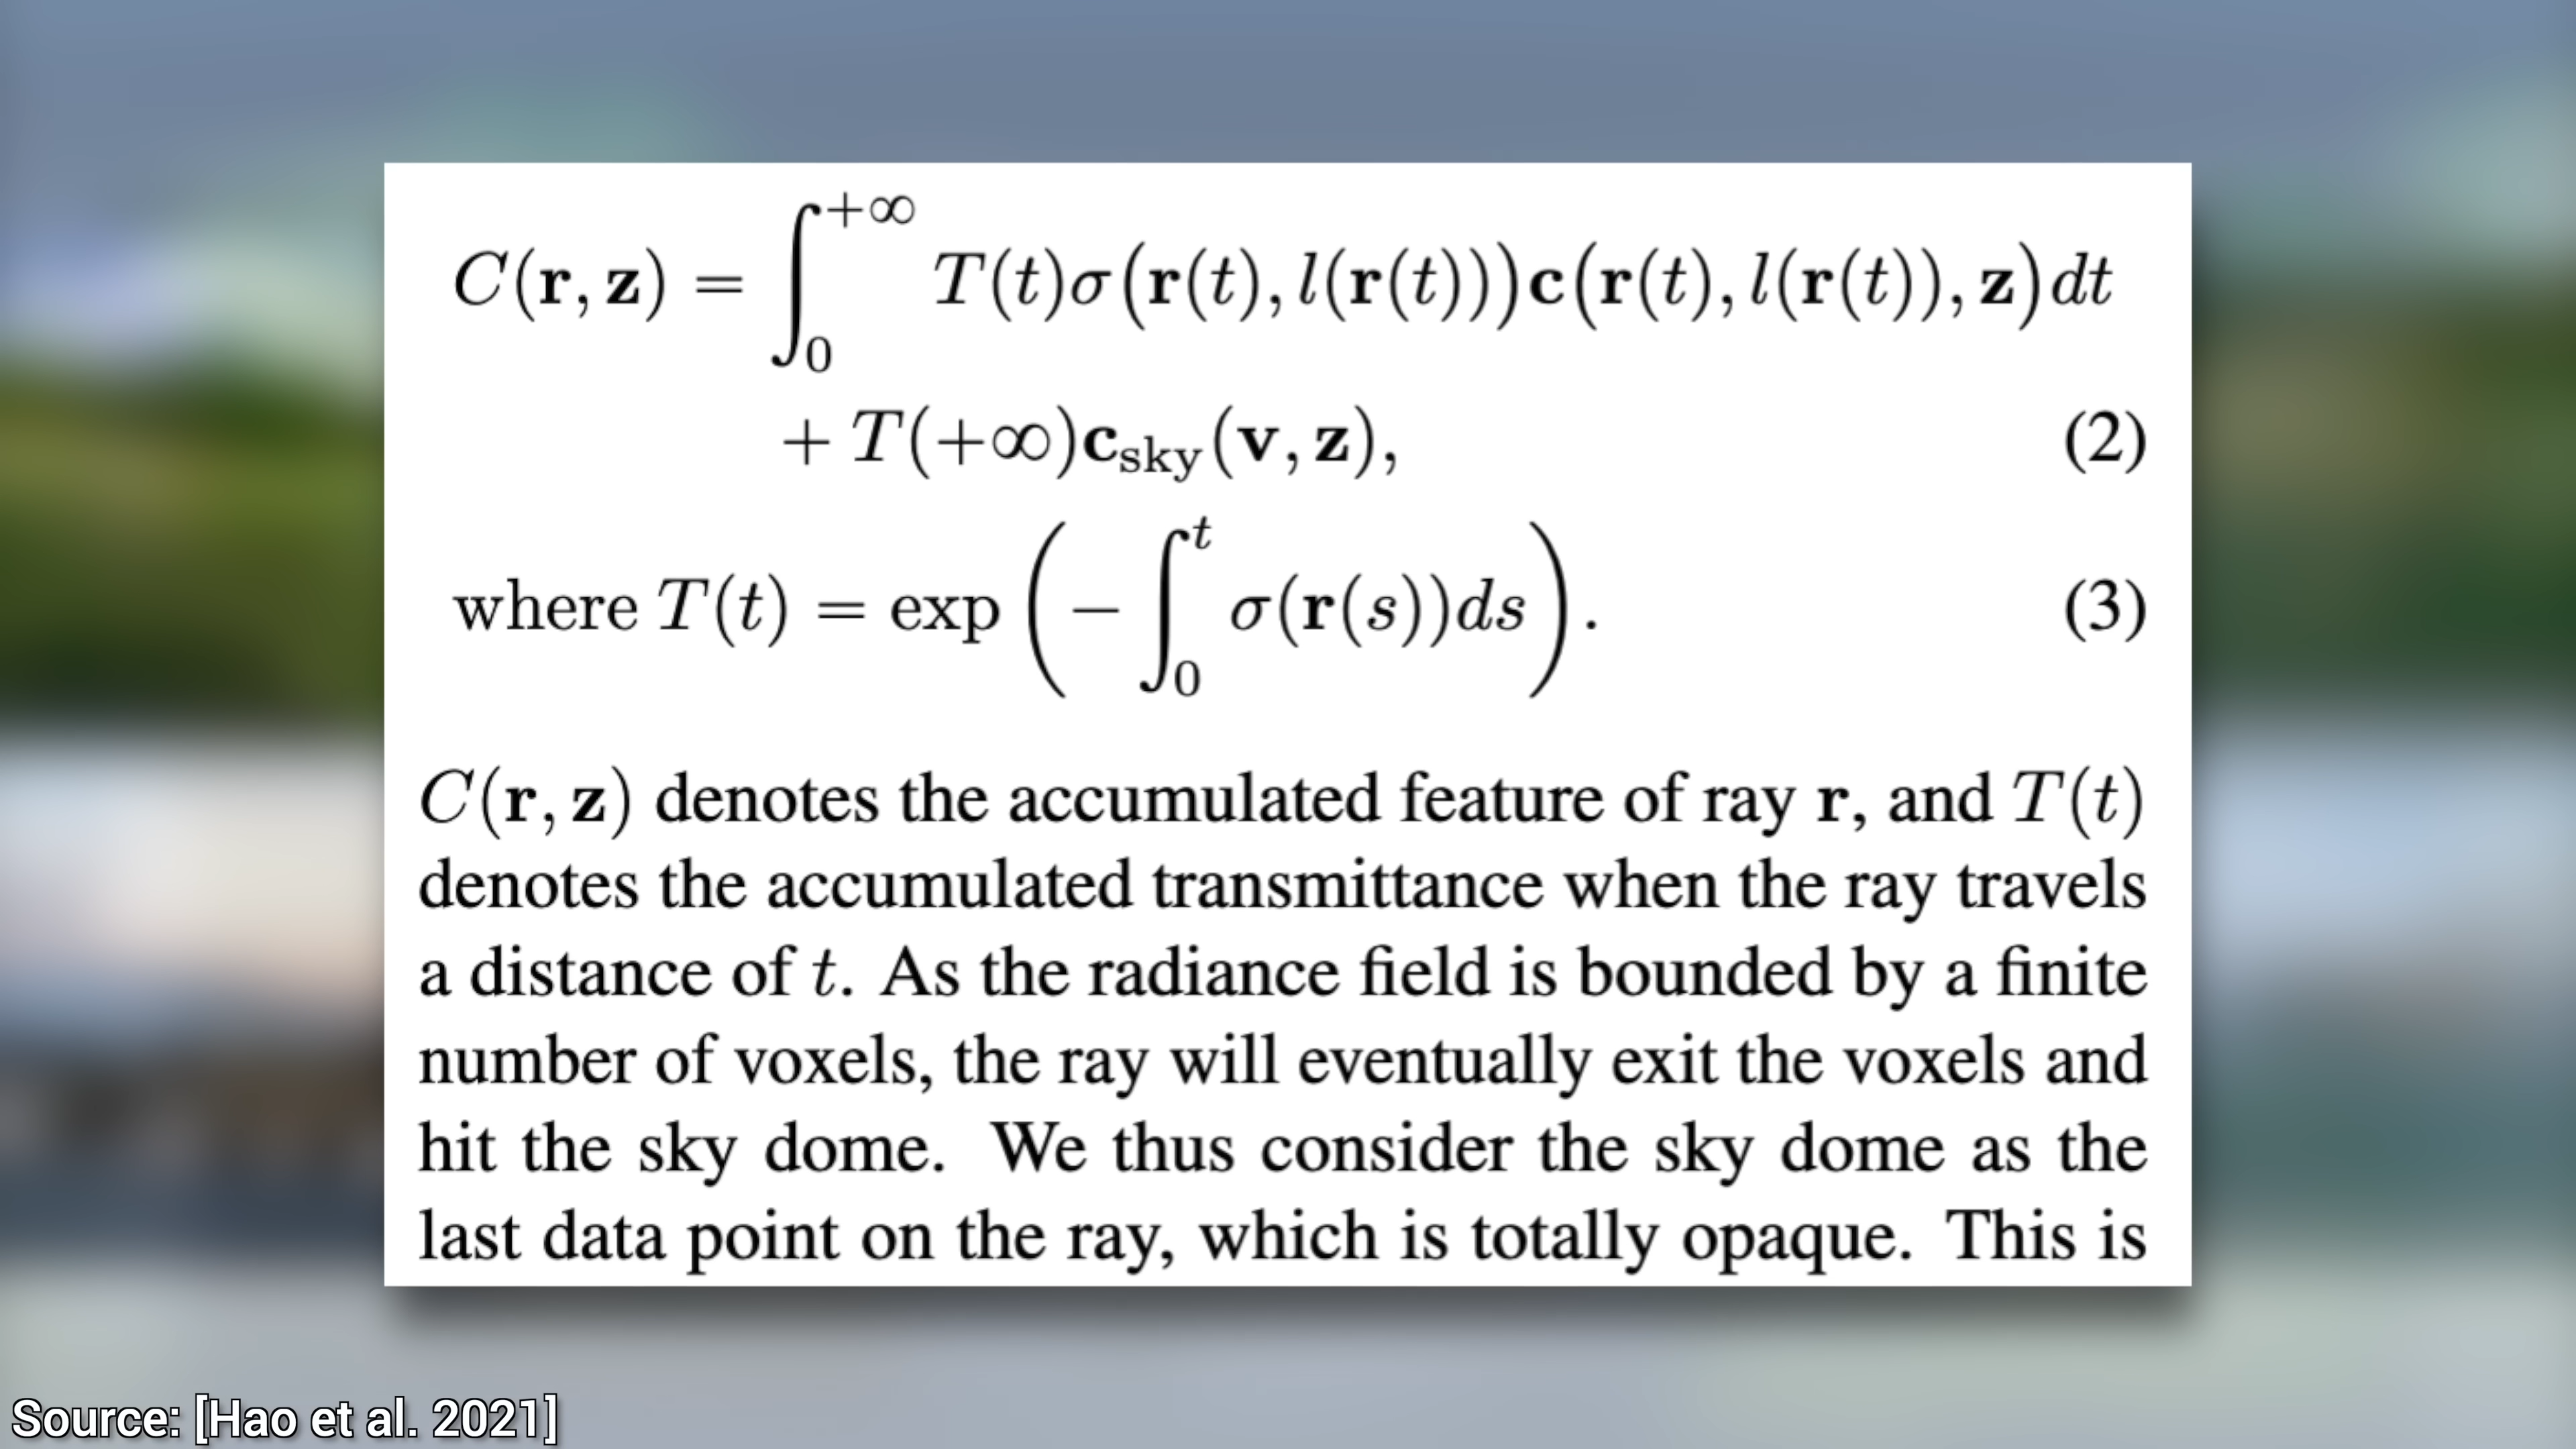 C(r, z) = ∫₀^{+∞} T(t)σ(r(t), l(r(t)))c(r(t), l(r(t)), z)dt
+ T(+∞)c_sky(v, z), (2)
where T(t) = exp(−∫₀^t σ(r(s))ds). (3)
C(r, z) denotes the accumulated feature of ray r, and T(t)
denotes the accumulated transmittance when the ray travels
a distance of t. As the radiance field is bounded by a finite
number of voxels, the ray will eventually exit the voxels and
hit the sky dome. We thus consider the sky dome as the
last data point on the ray, which is totally opaque. This is
Source: [Hao et al. 2021]